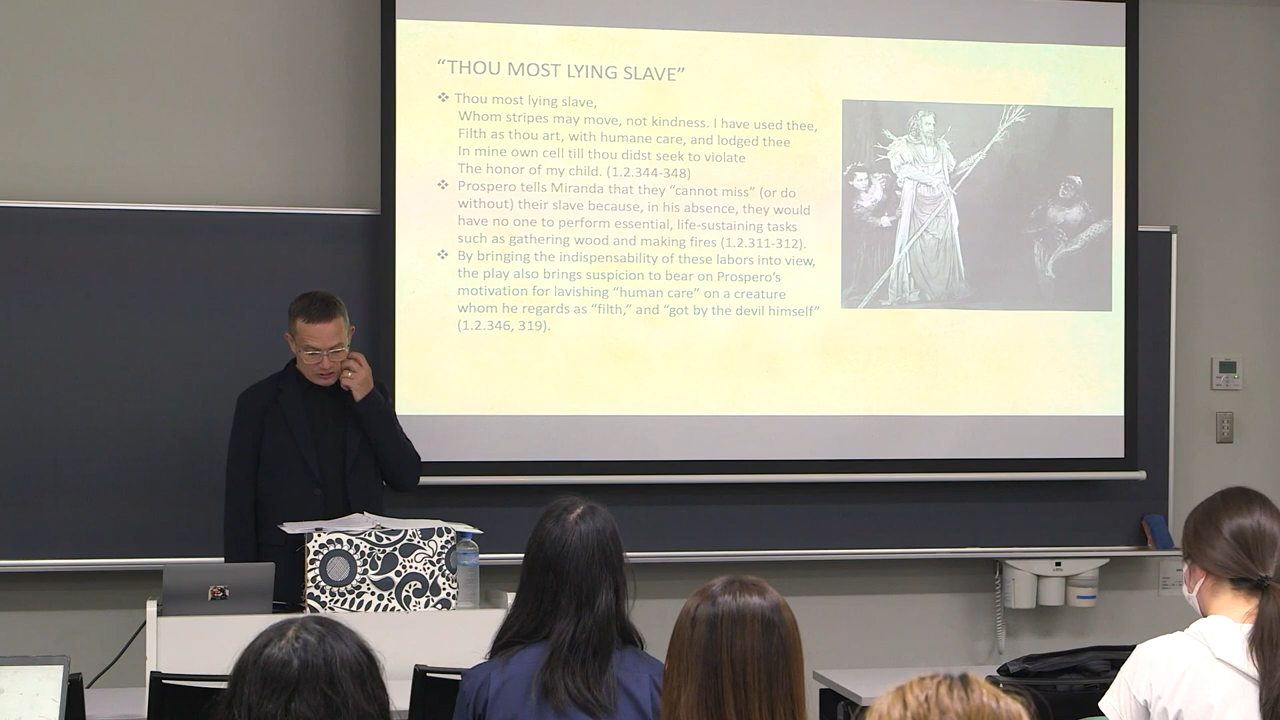 “THOU MOST LYING SLAVE”
❖ Thou most lying slave,
Whom stripes may move, not kindness. I have used thee,
Filth as thou art, with humane care, and lodged thee
In mine own cell till thou didst seek to violate
The honor of my child. (1.2.344-348)
❖ Prospero tells Miranda that they “cannot miss” (or do
without) their slave because, in his absence, they would
have no one to perform essential, life-sustaining tasks
such as gathering wood and making fires (1.2.311-312).
❖ By bringing the indispensability of these labors into view,
the play also brings suspicion to bear on Prospero’s
motivation for lavishing “human care” on a creature
whom he regards as “filth,” and “got by the devil himself”
(1.2.346, 319).